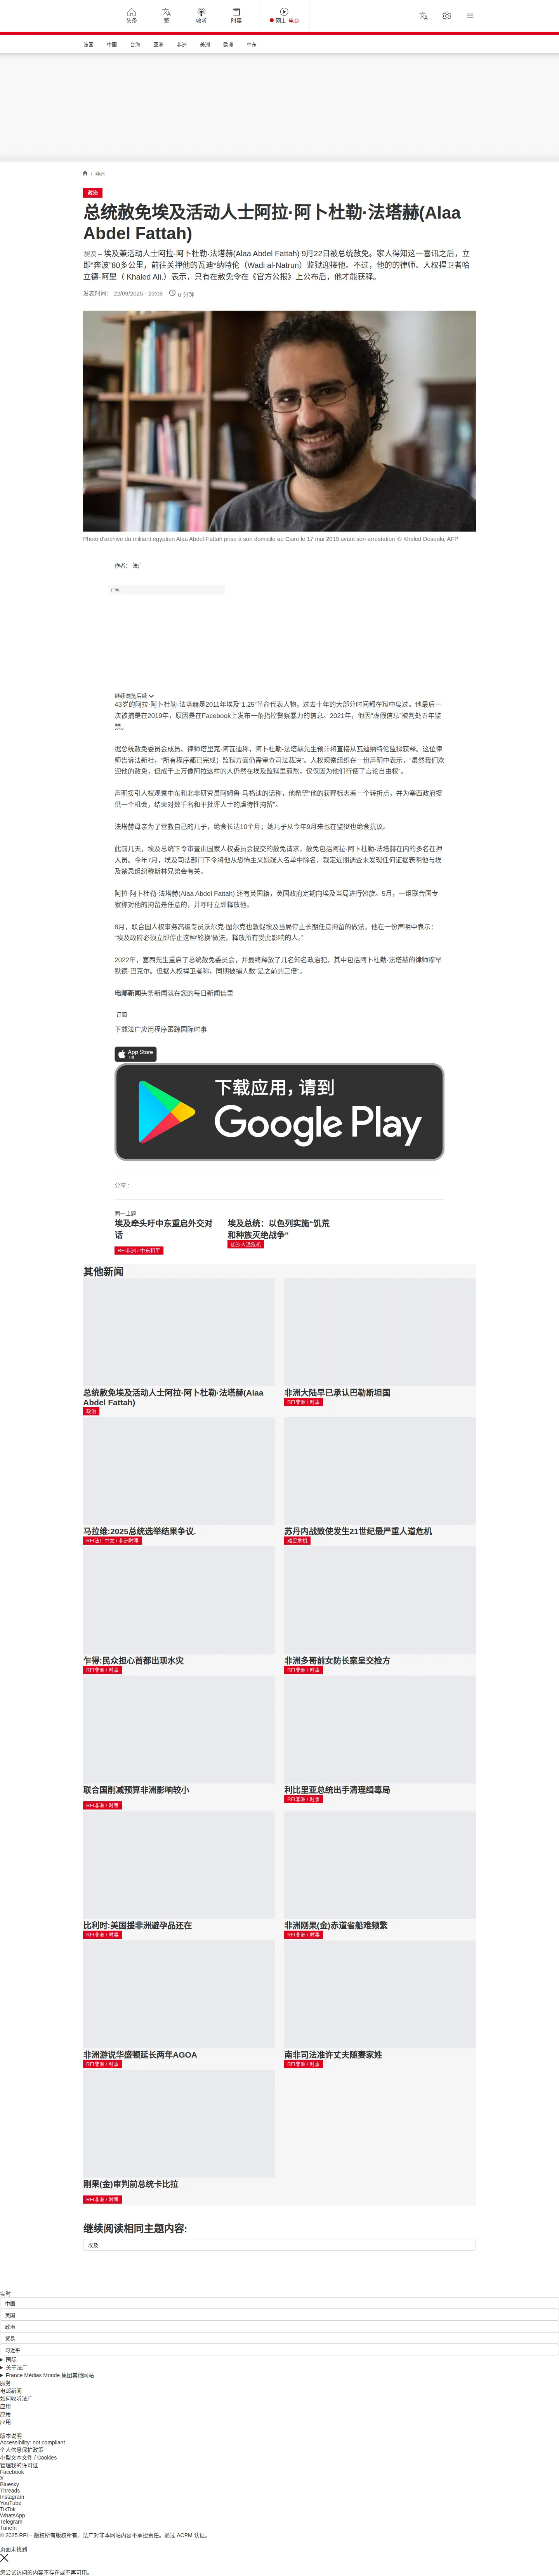 头条
繁
收听
时事
网上 电台
法国
中国
台海
亚洲
非洲
美洲
欧洲
中东
/ 非洲
政治
总统赦免埃及活动人士阿拉·阿卜杜勒·法塔赫(Alaa
Abdel Fattah)
埃及 – 埃及兼动人士阿拉·阿卜杜勒·法塔赫(Alaa Abdel Fattah) 9月22日被总统赦免。家人得知这一喜讯之后，立
即“奔波”80多公里，前往关押他的瓦迪*纳特伦（Wadi al-Natrun）监狱迎接他。不过，他的的律师、人权捍卫者哈
立德·阿里（ Khaled Ali.）表示，只有在赦免令在《官方公报》上公布后，他才能获释。
发表时间： 22/09/2025 - 23:08
6 分钟
Photo d'archive du militant égyptien Alaa Abdel-Fattah prise à son domicile au Caire le 17 mai 2019 avant son arrestation © Khaled Desouki, AFP
作者： 法广
广告
继续浏览后续
43岁的阿拉·阿卜杜勒-法塔赫是2011年埃及“1.25”革命代表人物，过去十年的大部分时间都在狱中度过。他最后一
次被捕是在2019年，原因是在Facebook上发布一条指控警察暴力的信息。2021年，他因“虚假信息”被判处五年监
禁。
据总统赦免委员会成员、律师塔里克·阿瓦迪称，阿卜杜勒-法塔赫先生预计将直接从瓦迪纳特伦监狱获释。这位律
师告诉法新社，“所有程序都已完成；监狱方面仍需审查司法裁决”。人权观察组织在一份声明中表示，“虽然我们欢
迎他的赦免，但成千上万像阿拉这样的人仍然在埃及监狱里煎熬，仅仅因为他们行使了言论自由权”。
声明援引人权观察中东和北非研究员阿姆鲁·马格迪的话称，他希望“他的获释标志着一个转折点，并为塞西政府提
供一个机会，结束对数千名和平批评人士的虐待性拘留”。
法塔赫母亲为了营救自己的儿子，绝食长达10个月；她儿子从今年9月来也在监狱也绝食抗议。
此前几天，埃及总统下令审查由国家人权委员会提交的赦免请求，赦免包括阿拉·阿卜杜勒-法塔赫在内的多名在押
人员。今年7月，埃及司法部门下令将他从恐怖主义嫌疑人名单中除名，裁定近期调查未发现任何证据表明他与埃
及禁忌组织穆斯林兄弟会有关。
阿拉·阿卜杜勒·法塔赫(Alaa Abdel Fattah) 还有英国籍，英国政府定期向埃及当局进行斡旋。5月，一组联合国专
家称对他的拘留是任意的，并呼吁立即释放他。
8月，联合国人权事务高级专员沃尔克·图尔克也敦促埃及当局停止长期任意拘留的做法。他在一份声明中表示：
“埃及政府必须立即停止这种‘轮换’做法，释放所有受此影响的人。”
2022年，塞西先生重启了总统赦免委员会，并最终释放了几名知名政治犯，其中包括阿卜杜勒·法塔赫的律师穆罕
默德·巴克尔。但据人权捍卫者称，同期被捕人数“是之前的三倍”。
电邮新闻头条新闻就在您的每日新闻信里
订阅
下载法广应用程序跟踪国际时事
App Store
下载
下载应用，请到
Google Play
分享 :
同一主题
埃及牵头吁中东重启外交对
话
RFI非洲 / 中东和平
埃及总统：以色列实施“饥荒
和种族灭绝战争”
加沙人道危机
其他新闻
总统赦免埃及活动人士阿拉·阿卜杜勒·法塔赫(Alaa
Abdel Fattah)
政治
非洲大陆早已承认巴勒斯坦国
RFI非洲 / 时事
马拉维:2025总统选举结果争议.
RFI法广中文 / 非洲时事
苏丹内战致使发生21世纪最严重人道危机
难民危机
乍得:民众担心首都出现水灾
RFI非洲 / 时事
非洲多哥前女防长案呈交检方
RFI非洲 / 时事
联合国削减预算非洲影响较小
RFI非洲 / 时事
利比里亚总统出手清理缉毒局
RFI非洲 / 时事
比利时:美国援非洲避孕品还在
RFI非洲 / 时事
非洲刚果(金)赤道省船难频繁
RFI非洲 / 时事
非洲游说华盛顿延长两年AGOA
RFI非洲 / 时事
南非司法准许丈夫随妻家姓
RFI非洲 / 时事
刚果(金)审判前总统卡比拉
RFI非洲 / 时事
继续阅读相同主题内容:
埃及
实时
中国
美国
政治
贸易
习近平
国际
关于法广
France Médias Monde 集团其他网站
服务
电邮新闻
如何收听法广
应用
应用
应用
版本说明
Accessibility: not compliant
个人信息保护政策
小型文本文件 / Cookies
管理我的许可证
Facebook
X
Bluesky
Threads
Instagram
YouTube
TikTok
WhatsApp
Telegram
TuneIn
© 2025 RFI – 版权所有版权所有。法广对非本网站内容不承担责任。通过 ACPM 认证。
页面未找到
您尝试访问的内容不存在或不再可用。